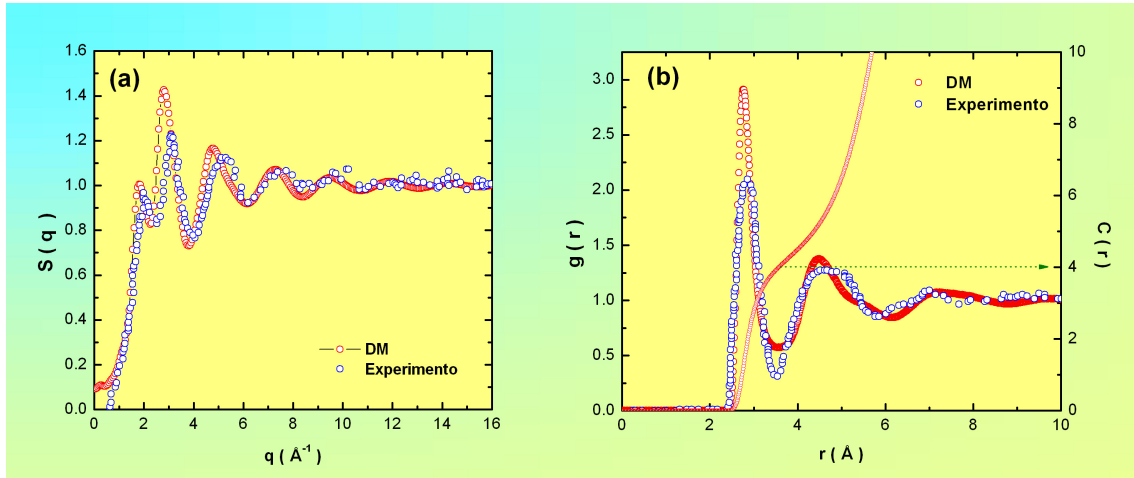 (a)
1.6
1.4
1.2
1.0
0.8
0.6
0.4
0.2
0.0
S ( q )
DM
Experimento
0 2 4 6 8 10 12 14 16
q ( Å-1 )
(b)
3.0
2.5
2.0
1.5
1.0
0.5
0.0
g ( r )
DM
Experimento
10
8
6
4
2
0
C ( r )
0 2 4 6 8 10
r ( Å )